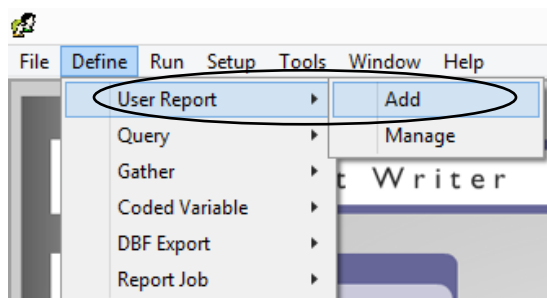 File Define Run Setup Tools Window Help
User Report Add
Query Manage
Gather
t Writer
Coded Variable
DBF Export
Report Job